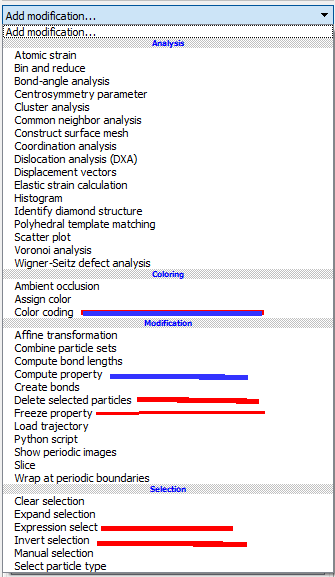 Add modification...
Add modification...
Analysis
Atomic strain
Bin and reduce
Bond-angle analysis
Centrosymmetry parameter
Cluster analysis
Common neighbor analysis
Construct surface mesh
Coordination analysis
Dislocation analysis (DXA)
Displacement vectors
Elastic strain calculation
Histogram
Identify diamond structure
Polyhedral template matching
Scatter plot
Voronoi analysis
Wigner-Seitz defect analysis
Coloring
Ambient occlusion
Assign color
Color coding
Modification
Affine transformation
Combine particle sets
Compute bond lengths
Compute property
Create bonds
Delete selected particles
Freeze property
Load trajectory
Python script
Show periodic images
Slice
Wrap at periodic boundaries
Selection
Clear selection
Expand selection
Expression select
Invert selection
Manual selection
Select particle type